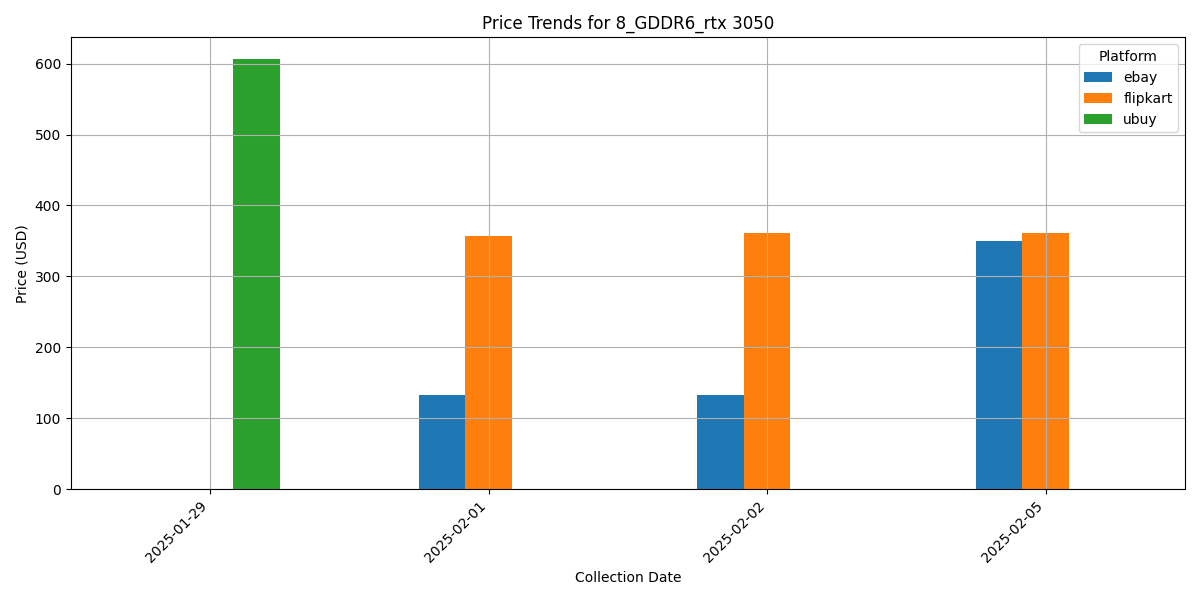 Price Trends for 8_GDDR6_rtx 3050
Platform
ebay
flipkart
ubuy
Price (USD)
600
500
400
300
200
100
0
2025-01-29
2025-02-01
2025-02-02
2025-02-05
Collection Date